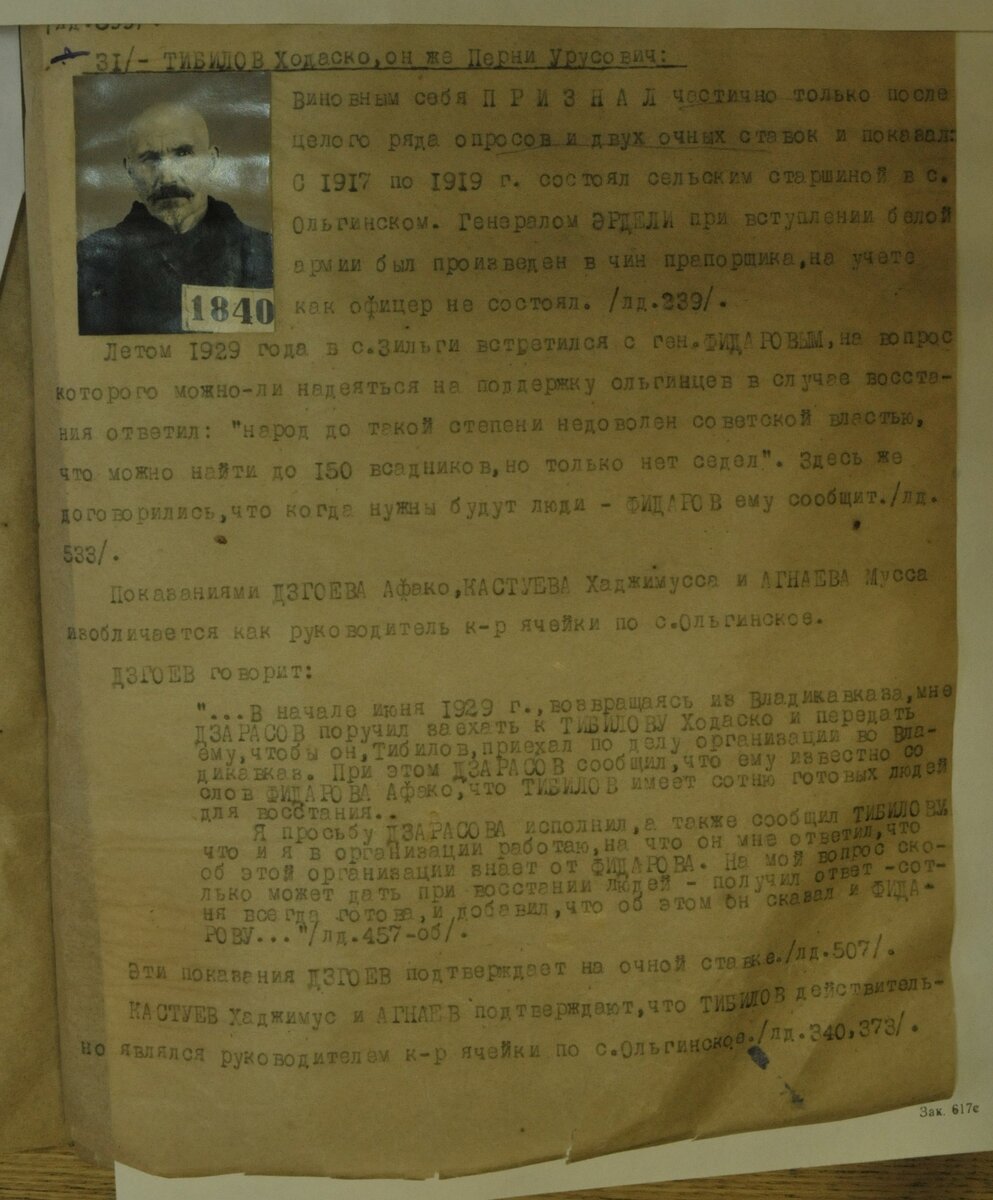 31/- ТИБИЛОВ Ходаско,он же Перни Урусович:
Виновным себя П Р И З Н А Л частично только после
целого ряда опросов и двух очных ставок и показал:
С 1917 по 1919 г. состоял сельским старшиной в с.
Ольгинском. Генералом ЭРДЕЛИ при вступлении белой
армии был произведен в чин прапорщика,на учете
как офицер не состоял. /лд.239/.
1840
Летом 1929 года в с.Зильги встретился с ген.ФИДАРОВЫМ,на вопрос
которого можно-ли надеяться на поддержку ольгинцев в случае восста-
ния ответил: "народ до такой степени недоволен советской властью,
что можно найти до 150 всадников,но только нет седел". Здесь же
договорились,что когда нужны будут люди - ФИДАРОВ ему сообщит./лд.
533/.
Показаниями ДЗГОЕВА Афако,КАСТУЕВА Хаджимусса и АГНАЕВА Мусса
изобличается как руководитель к-р ячейки по с.Ольгинское.
ДЗГОЕВ говорит:
"...В начале июня 1929 г.,возвращаясь из Владикавказа,мне
ДЗАРАСОВ поручил заехать к ТИБИЛОВУ Ходаско и передать
ему,чтобы он,Тибилов,приехал по делу организации во Вла-
дикавказ. При этом ДЗАРАСОВ сообщил,что ему известно со
слов ФИДАРОВА Афако,что ТИБИЛОВ имеет сотню готовых людей
для восстания..
Я просьбу ДЗАРАСОВА исполнил,а также сообщил ТИБИЛОВУ,
что и я в организации работаю,на что он мне ответил,что
об этой организации знает от ФИДАРОВА. На мой вопрос ско-
лько может дать при восстании людей - получил ответ -сот-
ня всегда готова,и добавил,что об этом он сказал и ФИДА-
РОВУ..."/лд.457-об/.
Эти показания ДЗГОЕВ подтверждает на очной ставке./лд.507/.
КАСТУЕВ Хаджимус и АГНАЕВ подтверждают,что ТИБИЛОВ действитель-
но являлся руководителем к-р ячейки по с.Ольгинское./лд.340,373/.
Зак. 617с